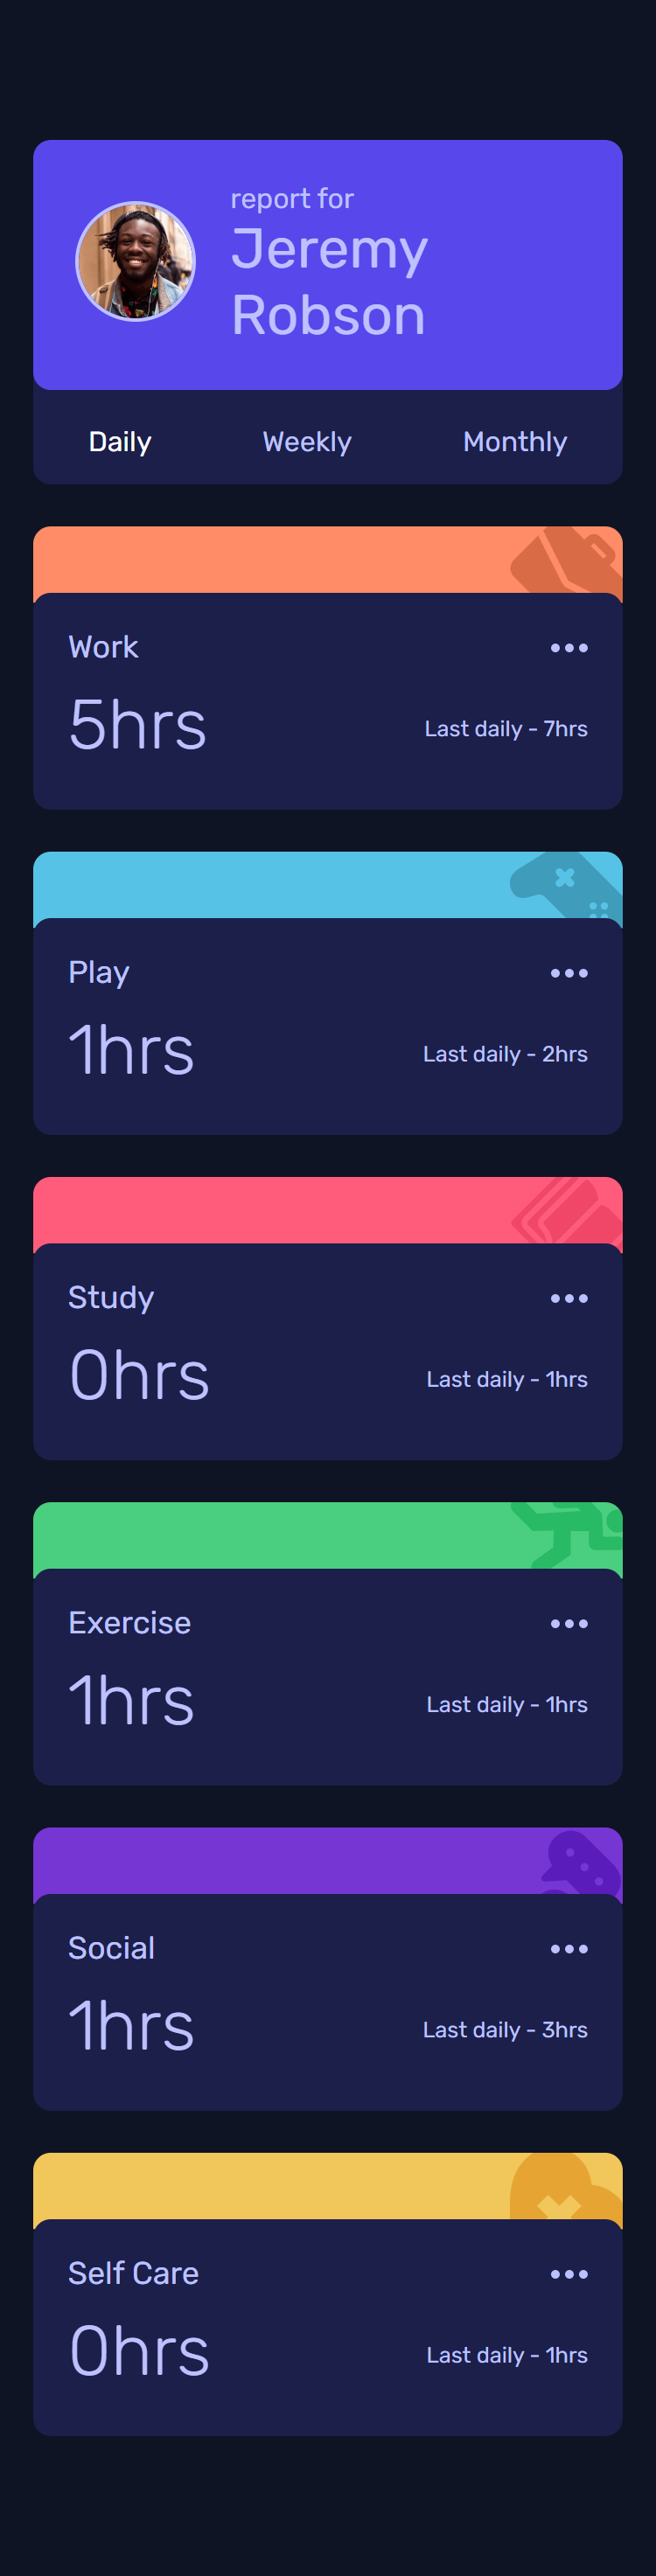 report for
Jeremy
Robson
Daily Weekly Monthly
Work
5hrs
Last daily - 7hrs
Play
1hrs
Last daily - 2hrs
Study
0hrs
Last daily - 1hrs
Exercise
1hrs
Last daily - 1hrs
Social
1hrs
Last daily - 3hrs
Self Care
0hrs
Last daily - 1hrs